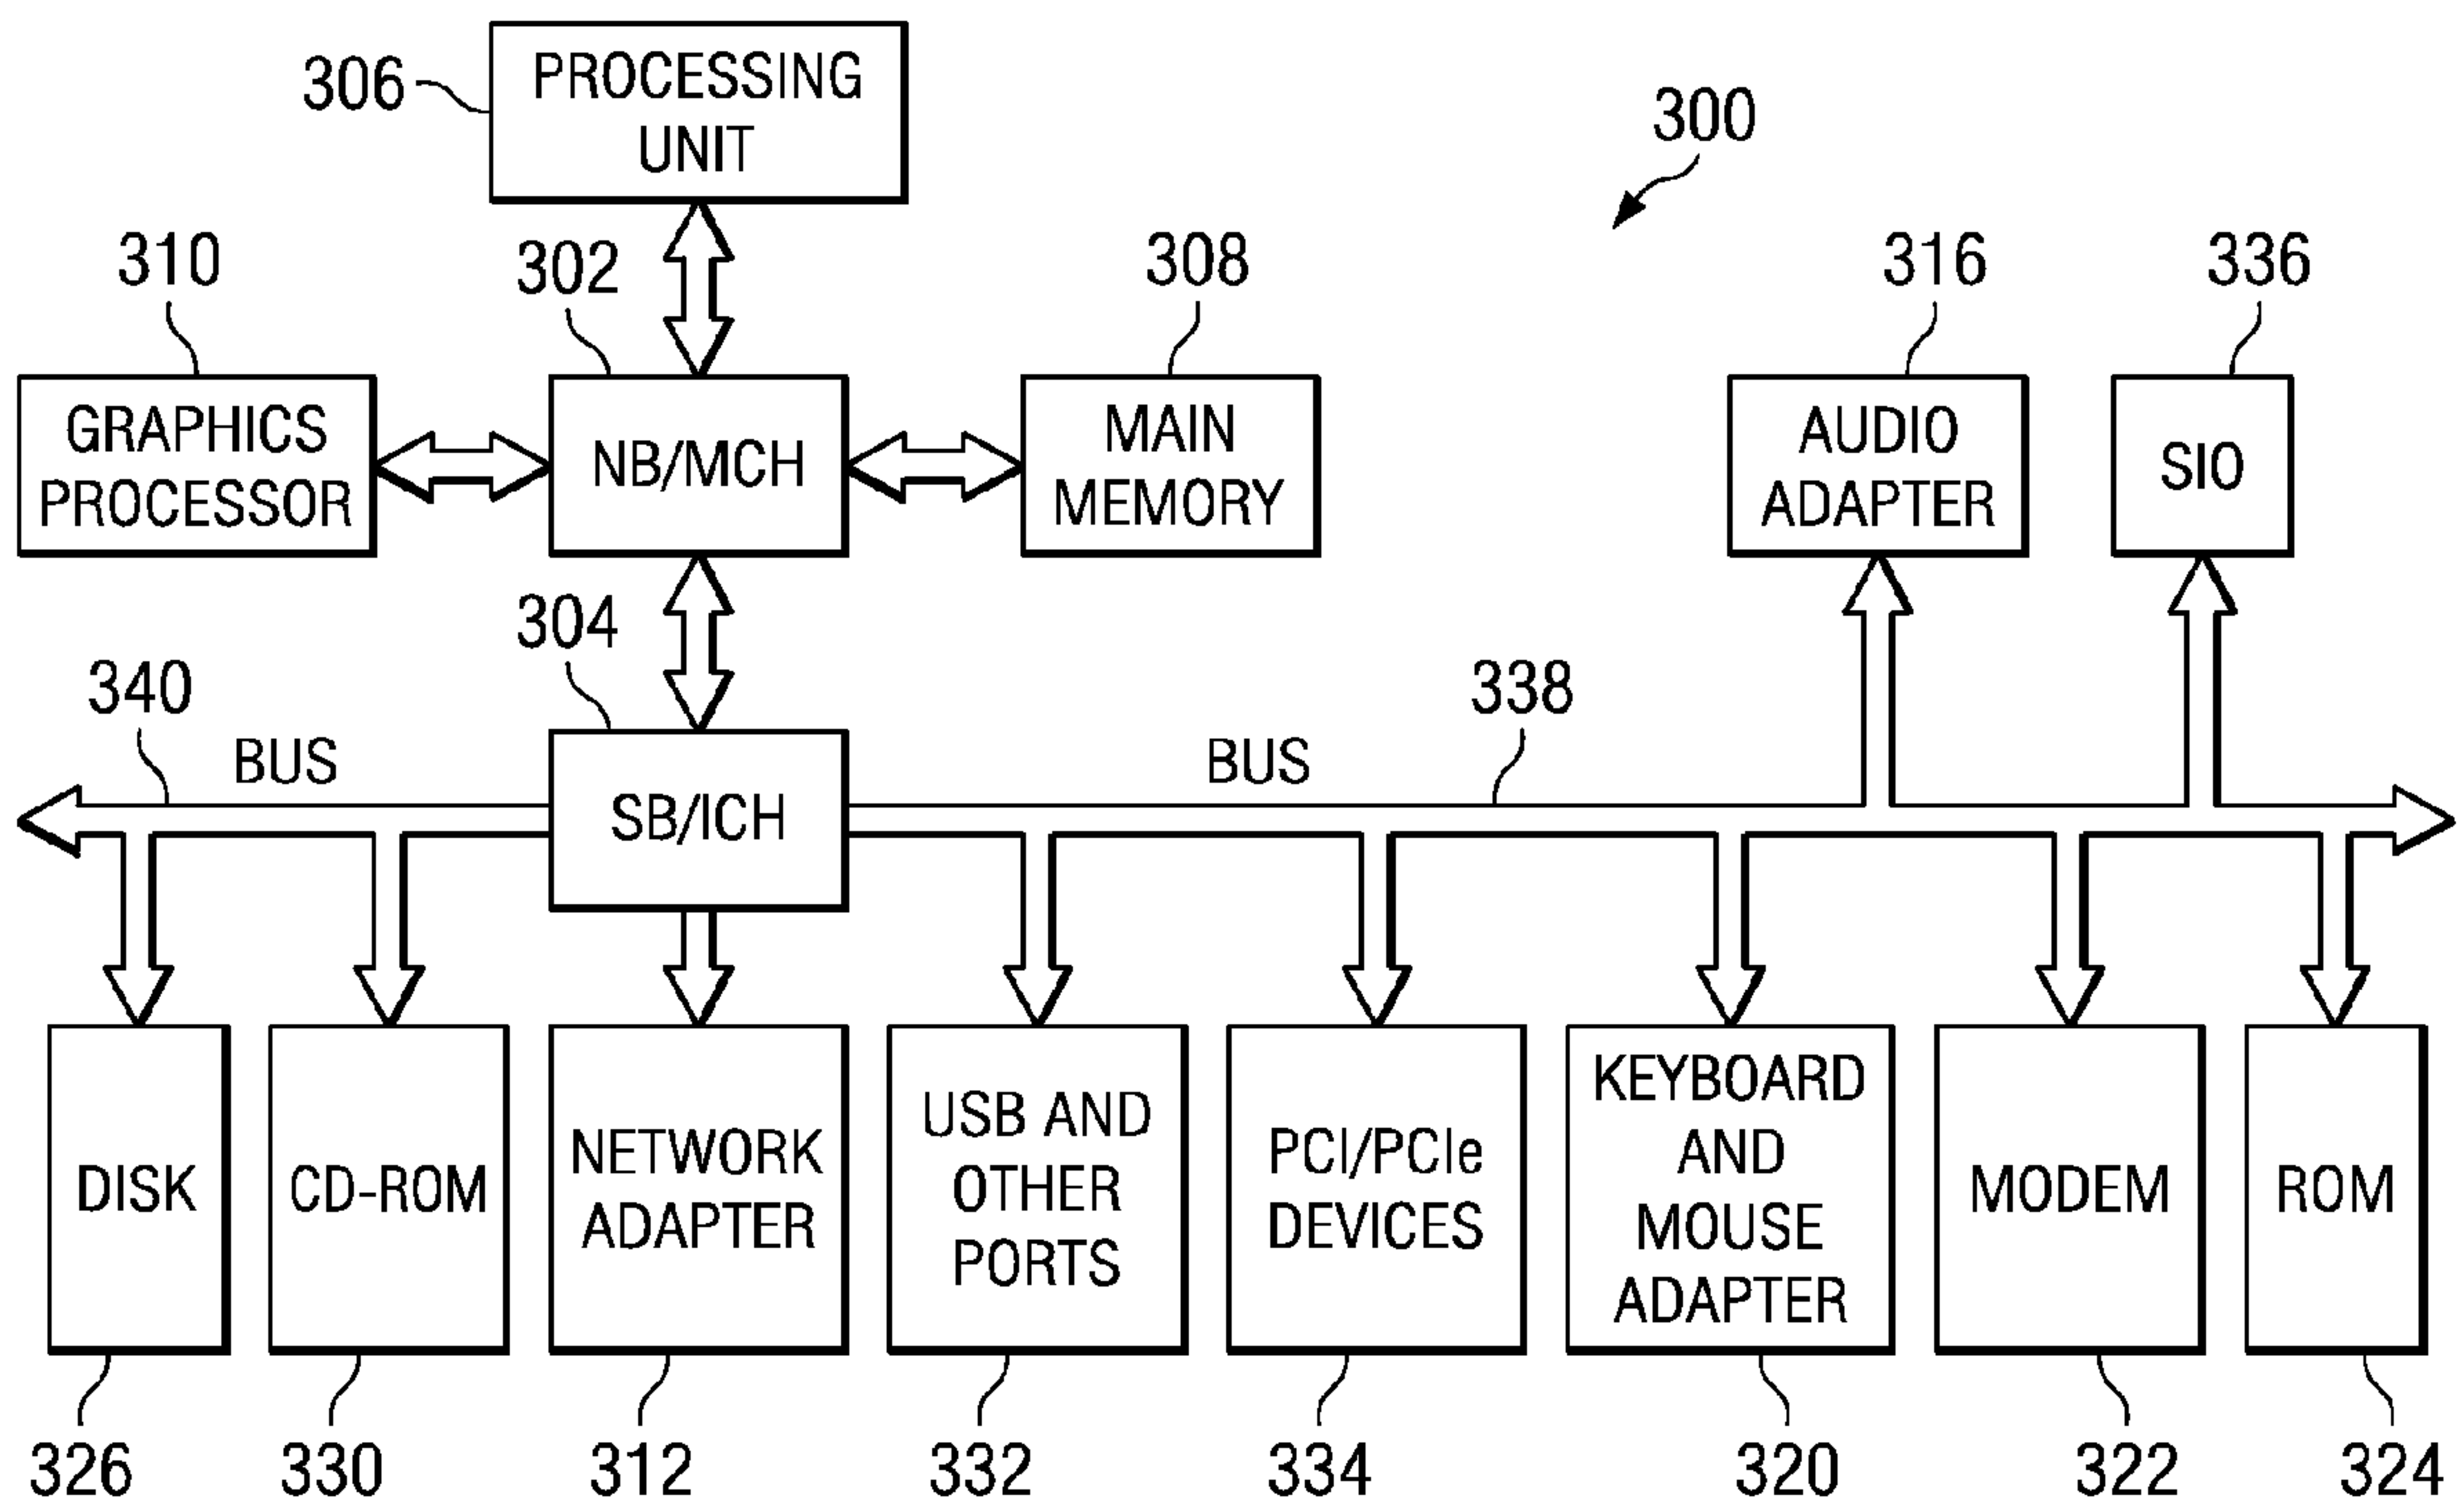 306
PROCESSING
UNIT
300
310
302
308
316
336
GRAPHICS
PROCESSOR
NB/MCH
MAIN
MEMORY
AUDIO
ADAPTER
SIO
304
340
BUS
338
BUS
SB/ICH
DISK
CD-ROM
NETWORK
ADAPTER
USB AND
OTHER
PORTS
PCI/PCIe
DEVICES
KEYBOARD
AND
MOUSE
ADAPTER
MODEM
ROM
326
330
312
332
334
320
322
324